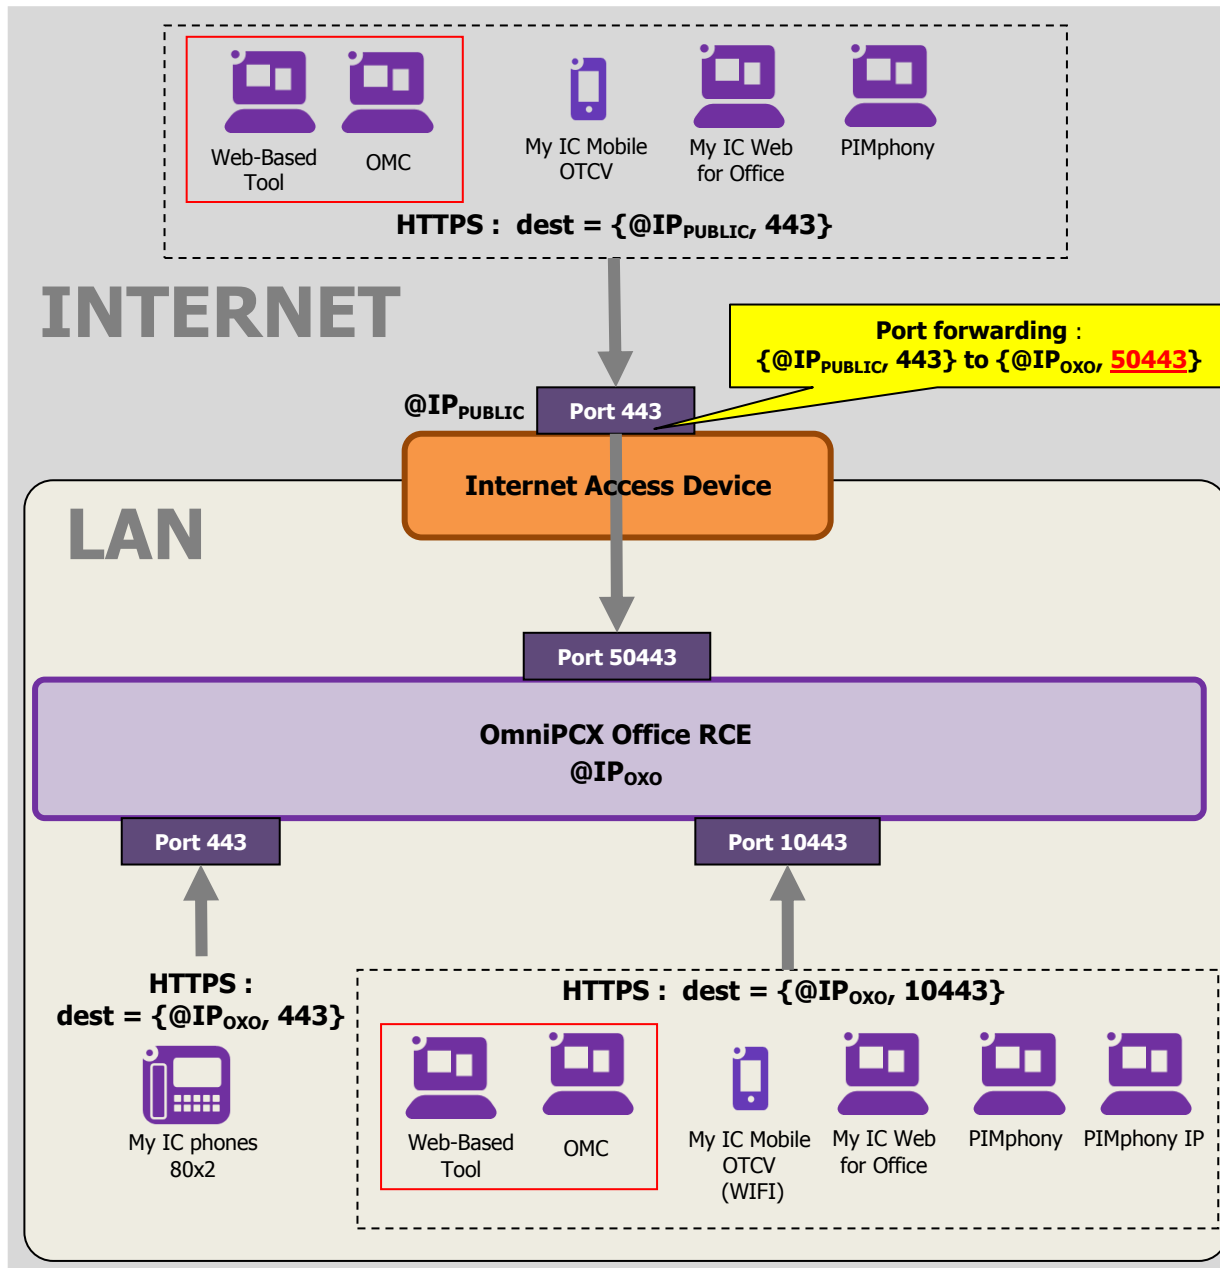 Web-Based
Tool
OMC
My IC Mobile
OTCV
My IC Web
for Office
PIMphony
HTTPS : dest = {@IPPUBLIC, 443}
INTERNET
Port forwarding :
{@IPPUBLIC, 443} to {@IPOXO, 50443}
@IPPUBLIC
Port 443
Internet Access Device
LAN
Port 50443
OmniPCX Office RCE
@IPOXO
Port 443
Port 10443
HTTPS :
dest = {@IPOXO, 443}
HTTPS : dest = {@IPOXO, 10443}
My IC phones
80x2
Web-Based
Tool
OMC
My IC Mobile
OTCV
(WIFI)
My IC Web
for Office
PIMphony
PIMphony IP